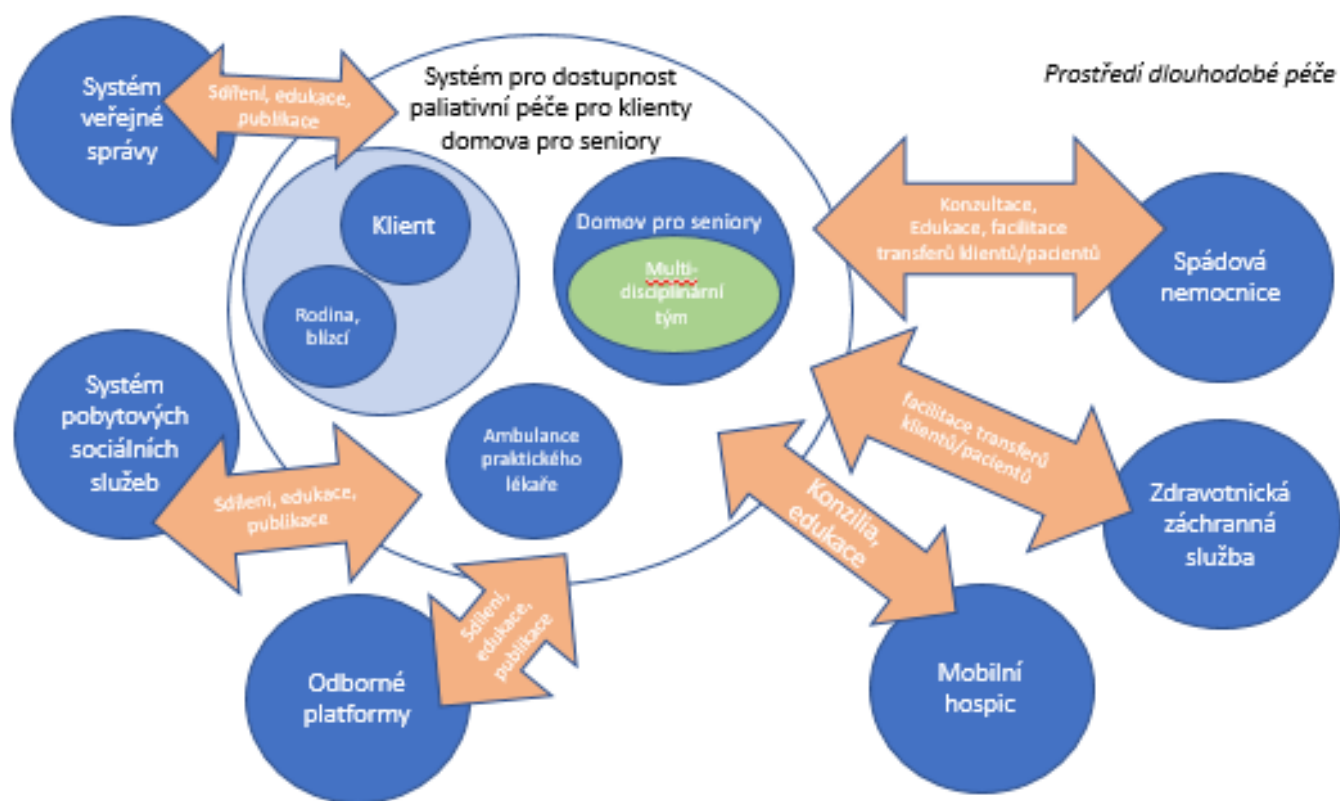 Systém
veřejné
správy
Sdílení, edukace,
publikace
Systém pro dostupnost
paliativní péče pro klienty
domova pro seniory
Prostředí dlouhodobé péče
Klient
Rodina,
blízcí
Domov pro seniory
Multi-
disciplinární
tým
Konzultace,
Edukace, facilitace
transferů klientů/pacientů
Spádová
nemocnice
Systém
pobytových
sociálních
služeb
Sdílení, edukace,
publikace
Ambulance
praktického
lékaře
facilitace transferů
klientů/pacientů
Zdravotnická
záchranná
služba
Konzilia,
edukace
Sdílení,
edukace,
publikace
Odborné
platformy
Mobilní
hospic